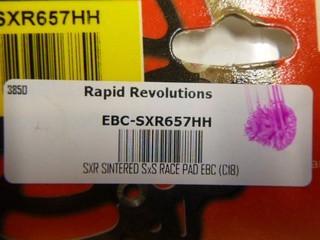 SXR657HH
3850
Rapid Revolutions
EBC-SXR657HH
SXR SINTERED SxS RACE PAD EBC (C18)